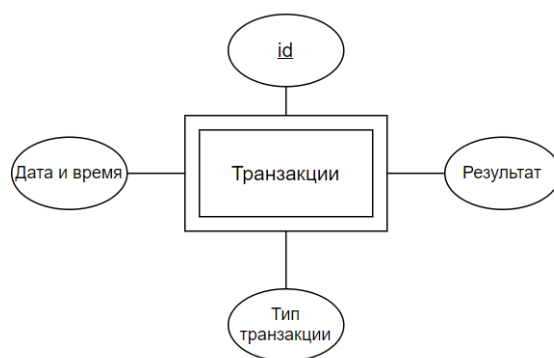 id
Дата и время
Транзакции
Результат
Тип
транзакции